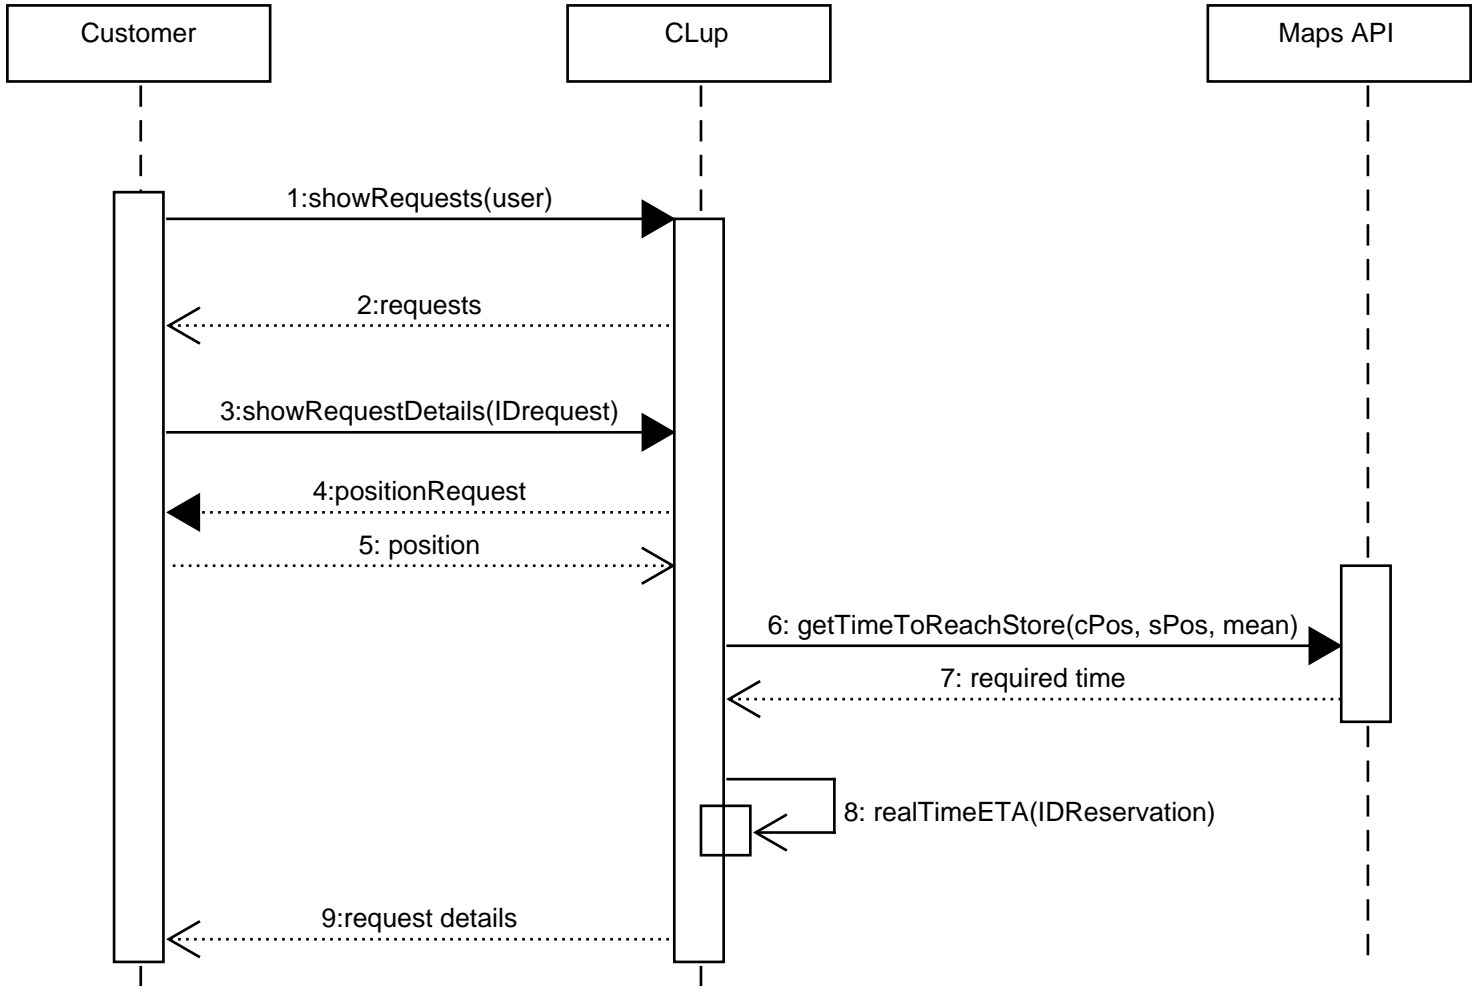 Customer
CLup
Maps API
1:showRequests(user)
2:requests
3:showRequestDetails(IDrequest)
4:positionRequest
5: position
6: getTimeToReachStore(cPos, sPos, mean)
7: required time
8: realTimeETA(IDReservation)
9:request details